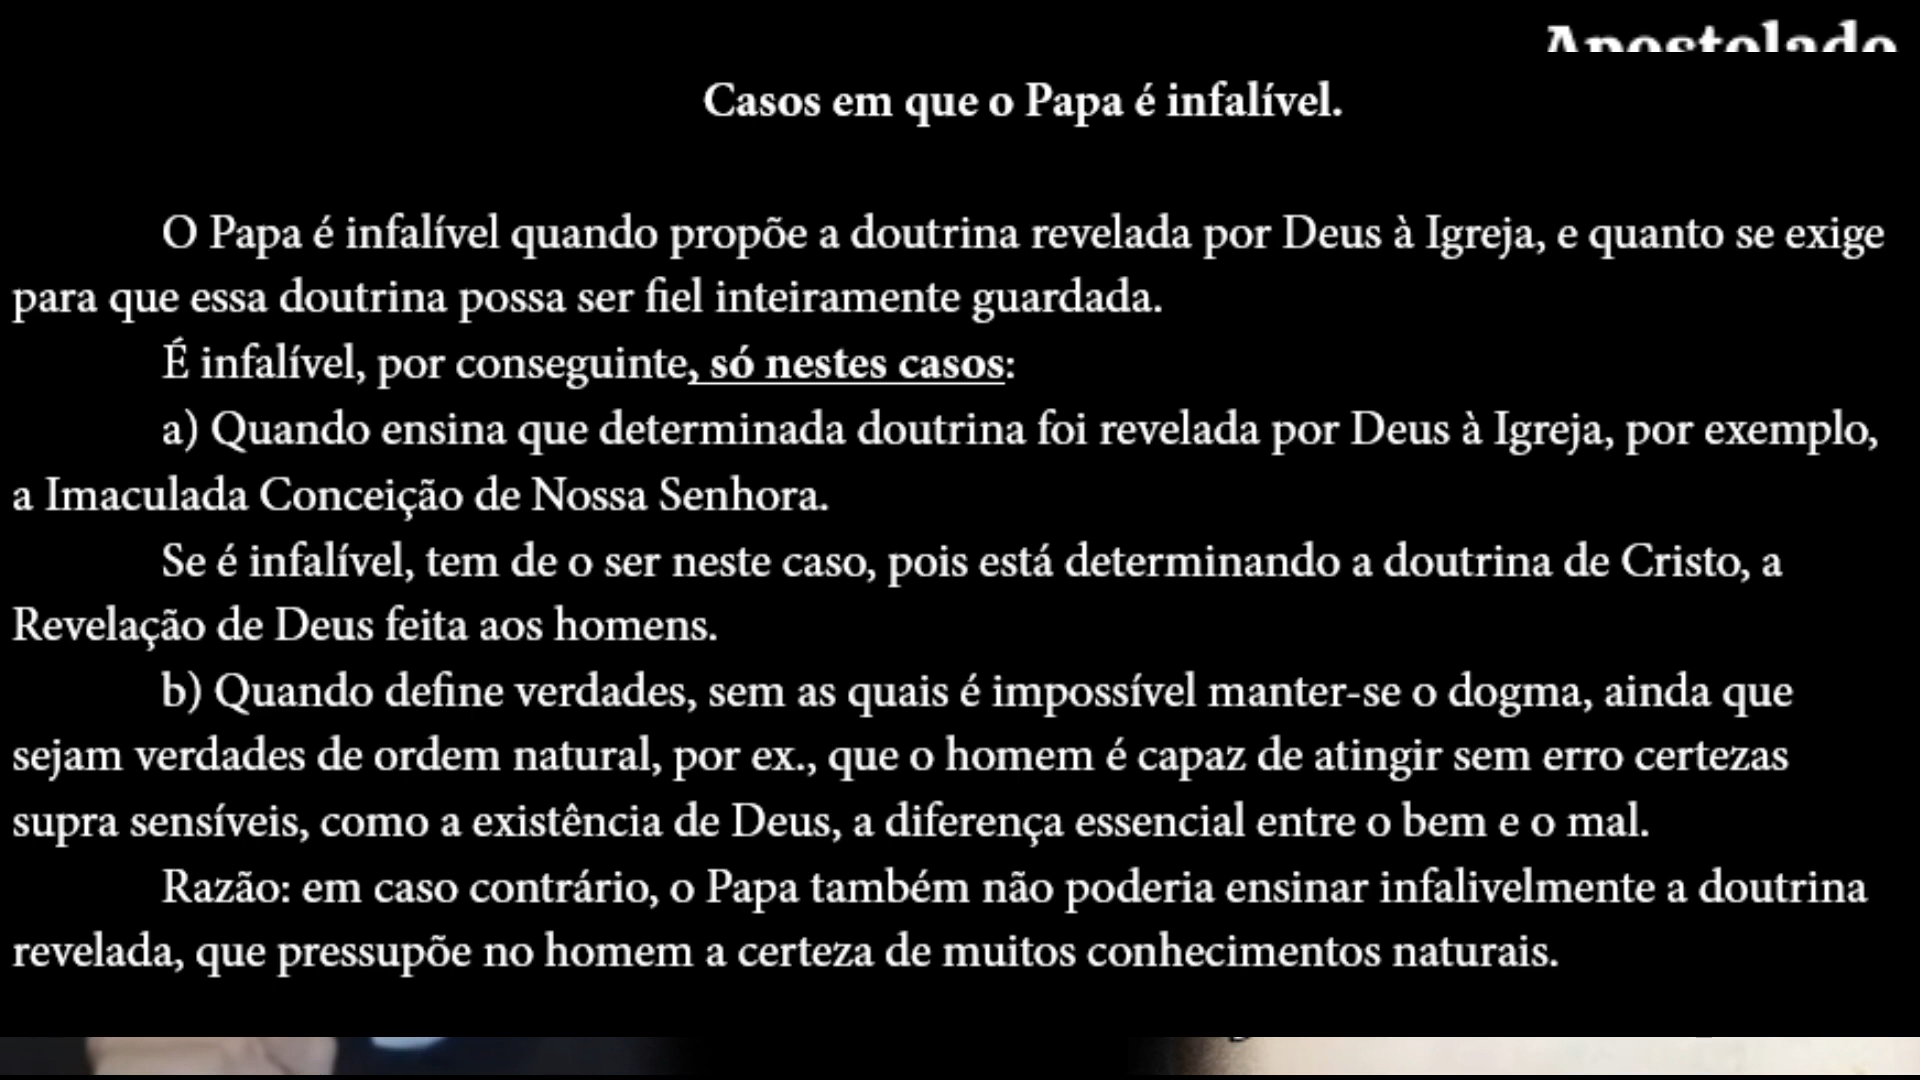 Apostolado
Casos em que o Papa é infalível.
O Papa é infalível quando propõe a doutrina revelada por Deus à Igreja, e quanto se exige
para que essa doutrina possa ser fiel inteiramente guardada.
É infalível, por conseguinte, só nestes casos:
a) Quando ensina que determinada doutrina foi revelada por Deus à Igreja, por exemplo,
a Imaculada Conceição de Nossa Senhora.
Se é infalível, tem de o ser neste caso, pois está determinando a doutrina de Cristo, a
Revelação de Deus feita aos homens.
b) Quando define verdades, sem as quais é impossível manter-se o dogma, ainda que
sejam verdades de ordem natural, por ex., que o homem é capaz de atingir sem erro certezas
supra sensíveis, como a existência de Deus, a diferença essencial entre o bem e o mal.
Razão: em caso contrário, o Papa também não poderia ensinar infalivelmente a doutrina
revelada, que pressupõe no homem a certeza de muitos conhecimentos naturais.